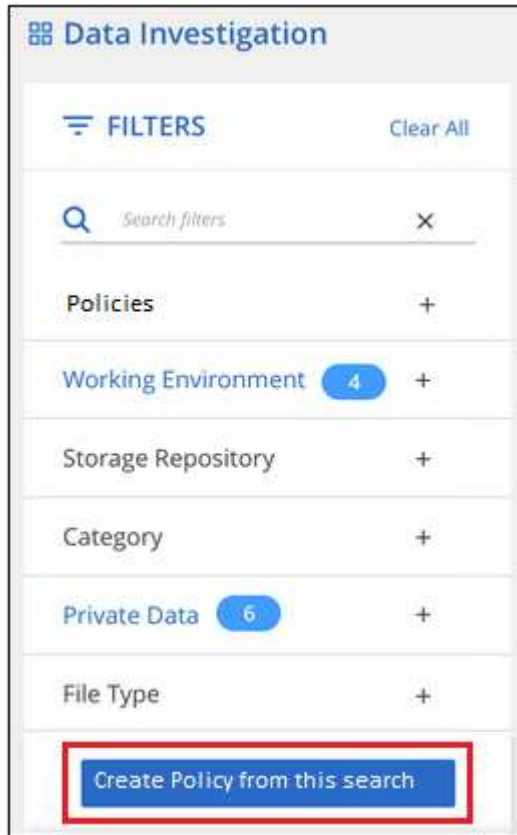 Data Investigation
FILTERS Clear All
Search filters
Policies +
Working Environment 4 +
Storage Repository +
Category +
Private Data 6 +
File Type +
Create Policy from this search